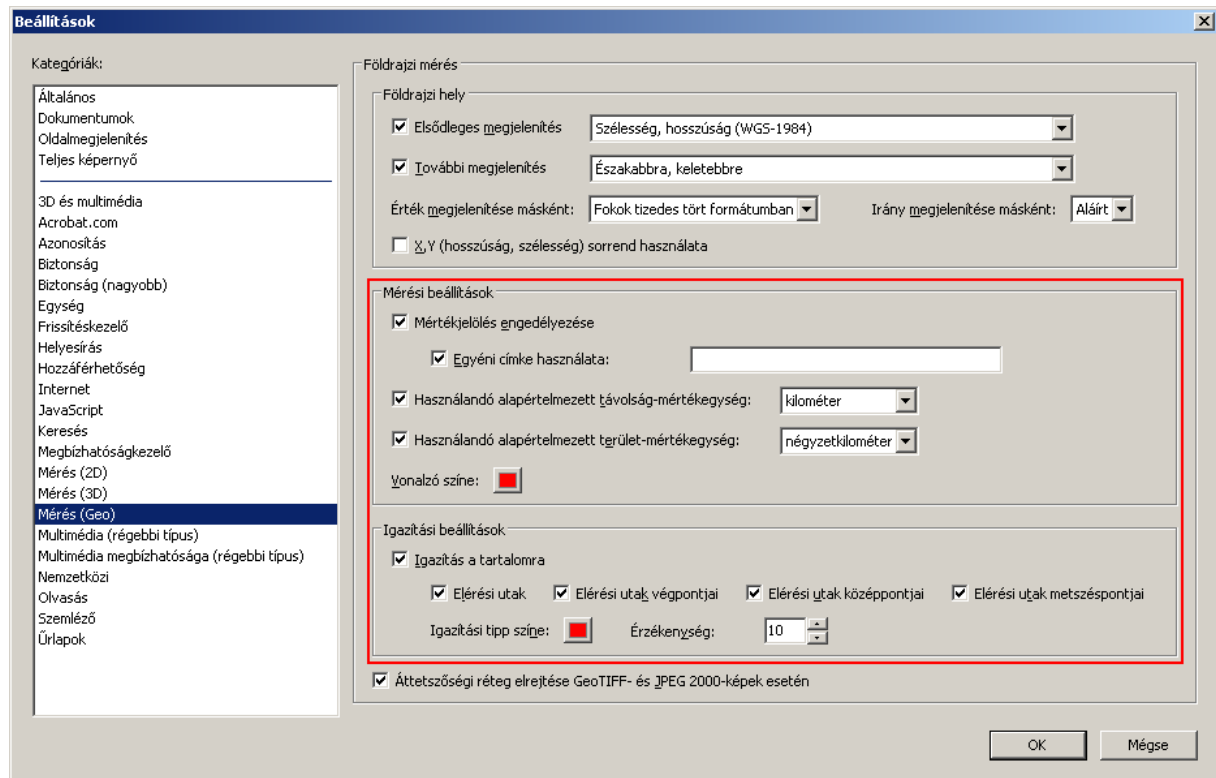 Beállítások
Kategóriák:
Általános
Dokumentumok
Oldalmegjelenítés
Teljes képernyő
3D és multimédia
Acrobat.com
Azonosítás
Biztonság
Biztonság (nagyobb)
Egység
Frissítéskezelő
Helyesírás
Hozzáférhetőség
Internet
JavaScript
Keresés
Megbízhatóságkezelő
Mérés (2D)
Mérés (3D)
Mérés (Geo)
Multimédia (régebbi típus)
Multimédia megbízhatósága (régebbi típus)
Nemzetközi
Olvasás
Szemléző
Űrlapok
Földrajzi mérés
Földrajzi hely
Elsődleges megjelenítés Szélesség, hosszúság (WGS-1984)
További megjelenítés Északabbra, keletebbre
Érték megjelenítése másként: Fokok tizedes tört formátumban Irány megjelenítése másként: Aláírt
X,Y (hosszúság, szélesség) sorrend használata
Mérési beállítások
Mértékjelölés engedélyezése
Egyéni címke használata:
Használandó alapértelmezett távolság-mértékegység: kilométer
Használandó alapértelmezett terület-mértékegység: négyzetkilométer
Vonalzó színe:
Igazítási beállítások
Igazítás a tartalomra
Elérési utak Elérési utak végpontjai Elérési utak középpontjai Elérési utak metszéspontjai
Igazítási tipp színe: Érzékenység: 10
Áttetszőségi réteg elrejtése GeoTIFF- és JPEG 2000-képek esetén
OK Mégse